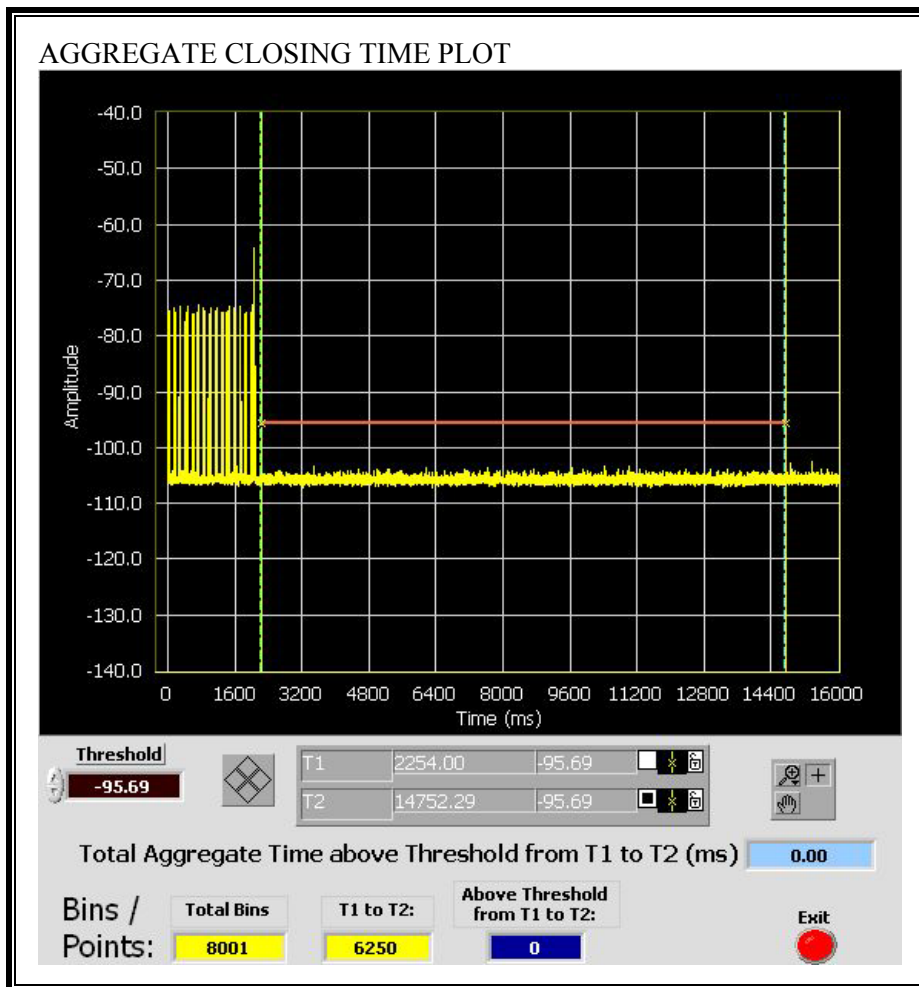 AGGREGATE CLOSING TIME PLOT
-40.0
-50.0
-60.0
-70.0
-80.0
-90.0
-100.0
-110.0
-120.0
-130.0
-140.0
Amplitude
0 1600 3200 4800 6400 8000 9600 11200 12800 14400 16000
Time (ms)
Threshold
-95.69
T1 2254.00 -95.69
T2 14752.29 -95.69
Total Aggregate Time above Threshold from T1 to T2 (ms) 0.00
Bins /
Points:
Total Bins
8001
T1 to T2:
6250
Above Threshold
from T1 to T2:
0
Exit